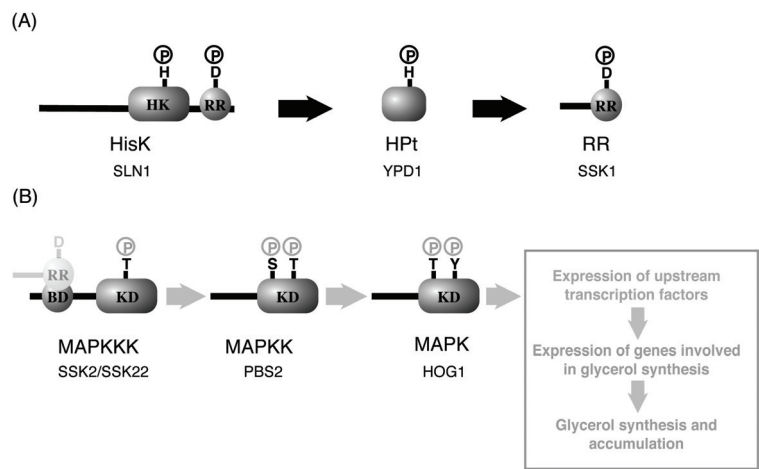 (A)
P P P P
H D H D
HK RR RR
HisK HPt RR
SLN1 YPD1 SSK1
(B)
D P P P P P
RR T S T T Y
BD KD KD KD
MAPKKK MAPKK MAPK
SSK2/SSK22 PBS2 HOG1
Expression of upstream
transcription factors
Expression of genes involved
in glycerol synthesis
Glycerol synthesis and
accumulation